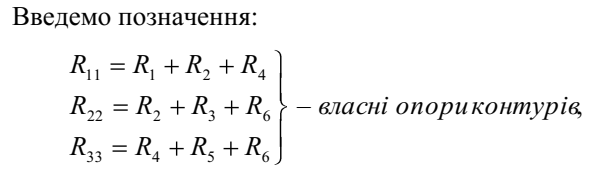 Введемо позначення:
R₁₁ = R₁ + R₂ + R₄
R₂₂ = R₂ + R₃ + R₆ } – власні опори контурів,
R₃₃ = R₄ + R₅ + R₆